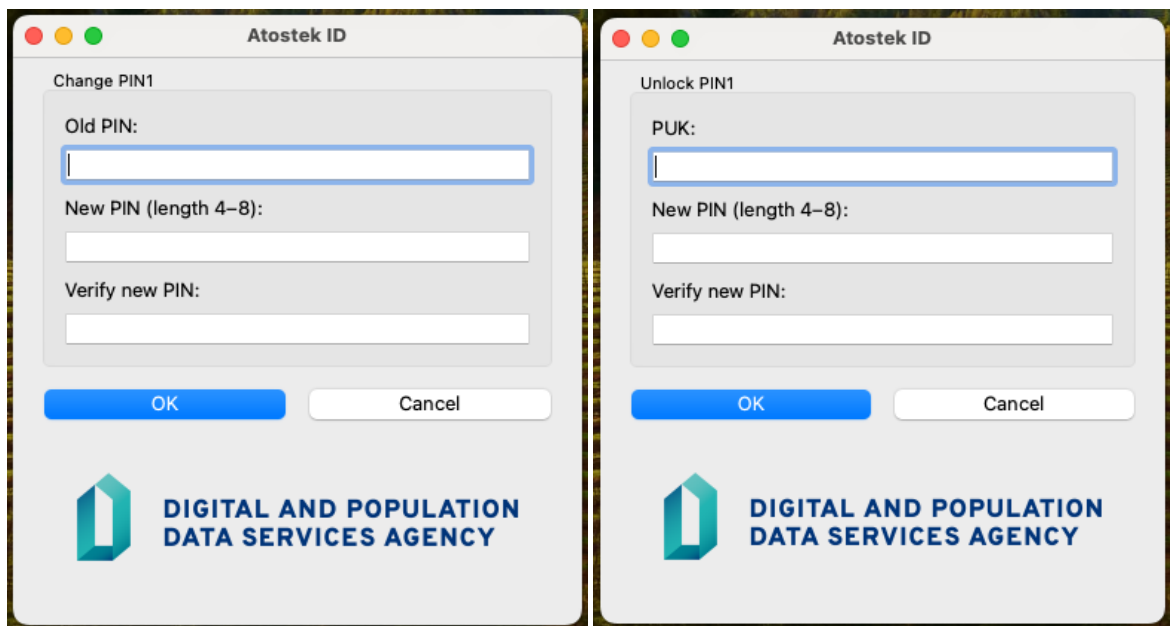 Atostek ID
Change PIN1
Old PIN:
New PIN (length 4–8):
Verify new PIN:
OK
Cancel
DIGITAL AND POPULATION
DATA SERVICES AGENCY
Atostek ID
Unlock PIN1
PUK:
New PIN (length 4–8):
Verify new PIN:
OK
Cancel
DIGITAL AND POPULATION
DATA SERVICES AGENCY